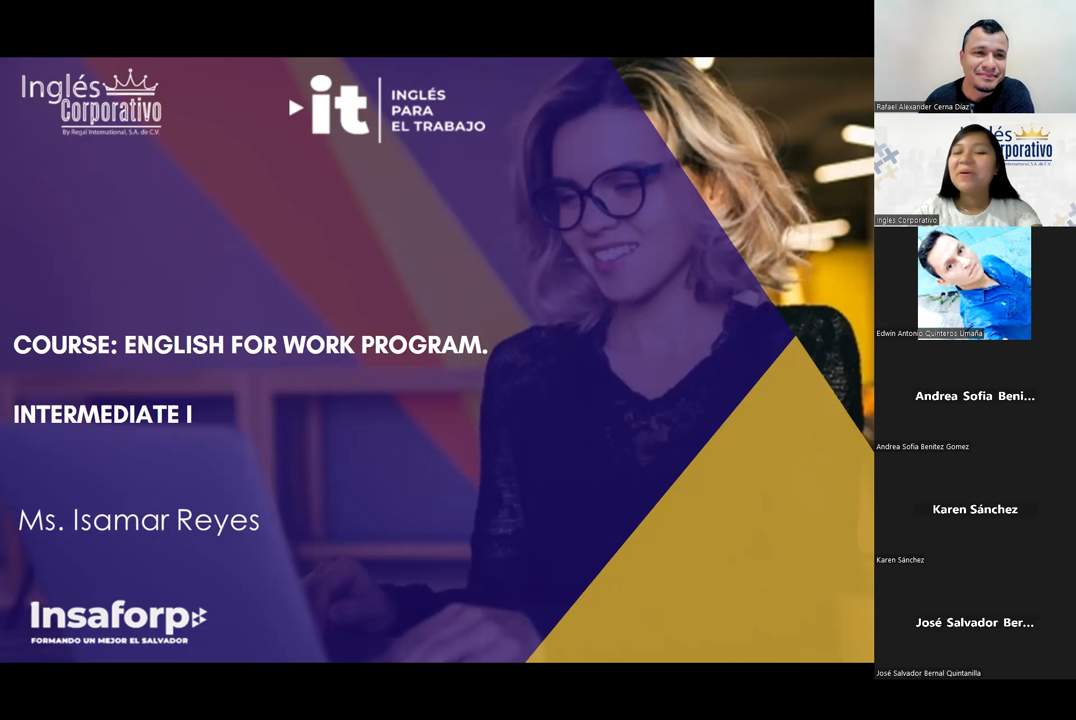 Inglés
Corporativo
By Regal International, S.A. de C.V.
it
INGLÉS
PARA
EL TRABAJO
COURSE: ENGLISH FOR WORK PROGRAM.
INTERMEDIATE I
Ms. Isamar Reyes
Insaforp
FORMANDO UN MEJOR EL SALVADOR
Rafael Alexander Cerna Díaz
Inglés Corporativo
Edwin Antonio Quinteros Umaña
Andrea Sofia Beni...
Andrea Sofia Benitez Gomez
Karen Sánchez
Karen Sánchez
José Salvador Ber...
José Salvador Bernal Quintanilla